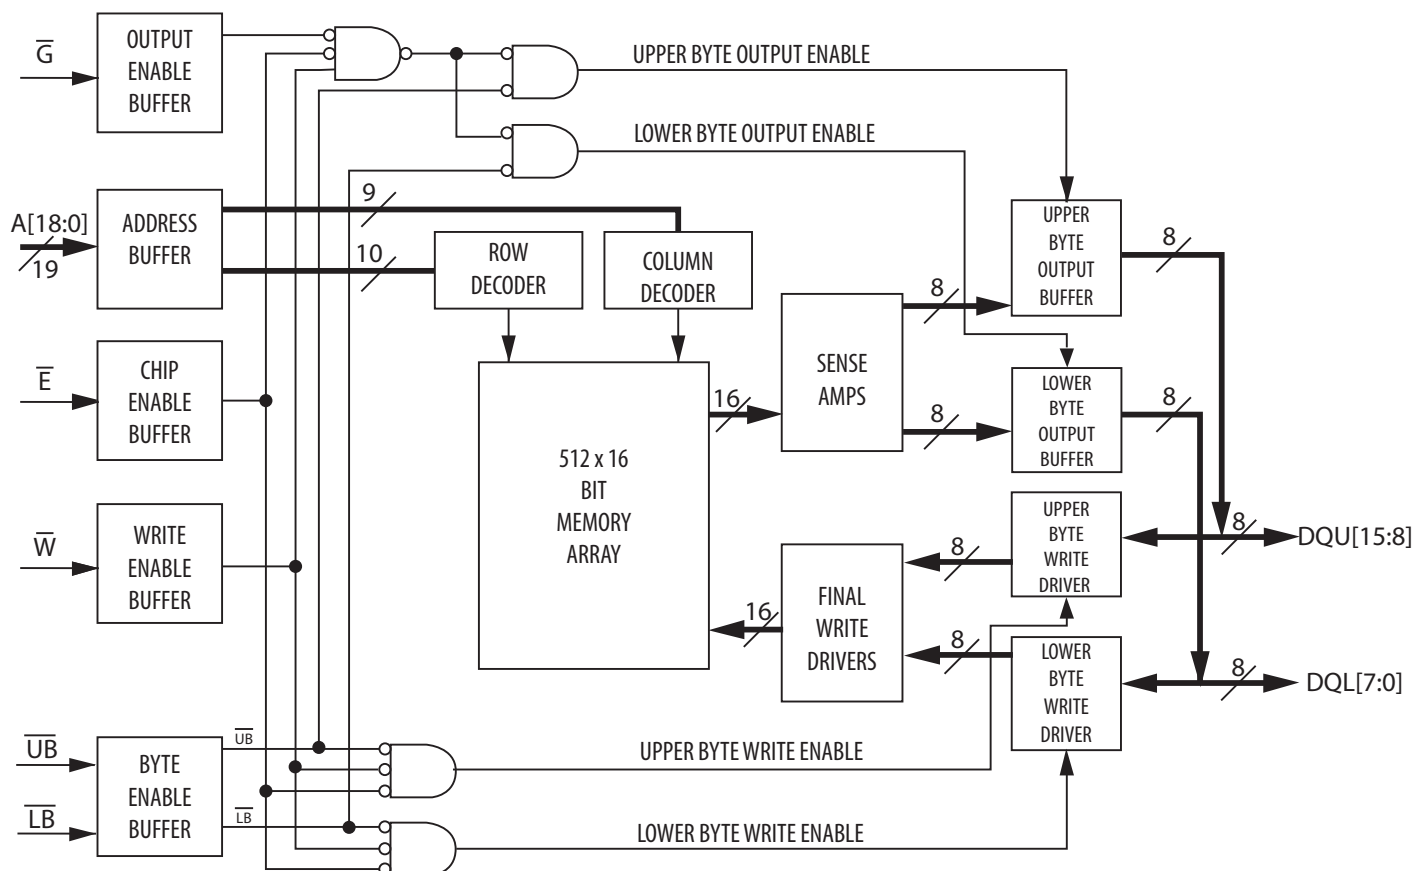 G̅
OUTPUT
ENABLE
BUFFER
UPPER BYTE OUTPUT ENABLE
LOWER BYTE OUTPUT ENABLE
A[18:0]
19
ADDRESS
BUFFER
9
10
ROW
DECODER
COLUMN
DECODER
UPPER
BYTE
OUTPUT
BUFFER
8
E̅
CHIP
ENABLE
BUFFER
512 x 16
BIT
MEMORY
ARRAY
16
SENSE
AMPS
8
8
LOWER
BYTE
OUTPUT
BUFFER
8
W̅
WRITE
ENABLE
BUFFER
16
FINAL
WRITE
DRIVERS
8
8
UPPER
BYTE
WRITE
DRIVER
8
DQU[15:8]
LOWER
BYTE
WRITE
DRIVER
8
DQL[7:0]
U̅B̅
L̅B̅
BYTE
ENABLE
BUFFER
U̅B̅
L̅B̅
UPPER BYTE WRITE ENABLE
LOWER BYTE WRITE ENABLE